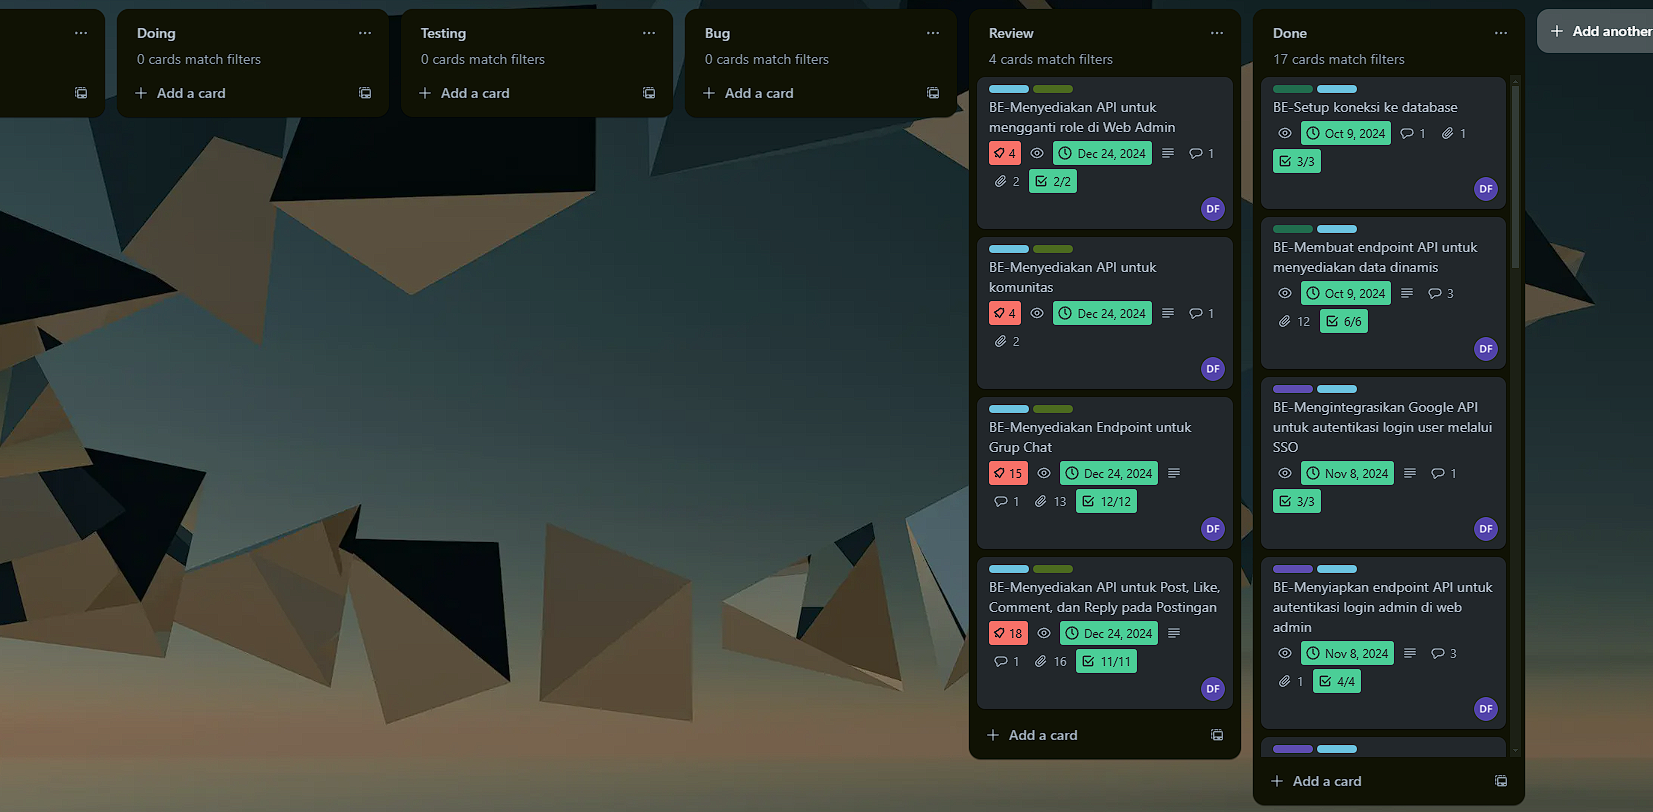 Doing
0 cards match filters
Add a card
Testing
0 cards match filters
Add a card
Bug
0 cards match filters
Add a card
Review
4 cards match filters
BE-Menyediakan API untuk
mengganti role di Web Admin
4 Dec 24, 2024 1
2 2/2
DF
BE-Menyediakan API untuk
komunitas
4 Dec 24, 2024 1
2
DF
BE-Menyediakan Endpoint untuk
Grup Chat
15 Dec 24, 2024
1 13 12/12
DF
BE-Menyediakan API untuk Post, Like,
Comment, dan Reply pada Postingan
18 Dec 24, 2024
1 16 11/11
DF
Add a card
Done
17 cards match filters
BE-Setup koneksi ke database
Oct 9, 2024 1 1
3/3
DF
BE-Membuat endpoint API untuk
menyediakan data dinamis
Oct 9, 2024 3
12 6/6
DF
BE-Mengintegrasikan Google API
untuk autentikasi login user melalui
SSO
Nov 8, 2024 1
3/3
DF
BE-Menyiapkan endpoint API untuk
autentikasi login admin di web
admin
Nov 8, 2024 3
1 4/4
DF
Add a card
Add another